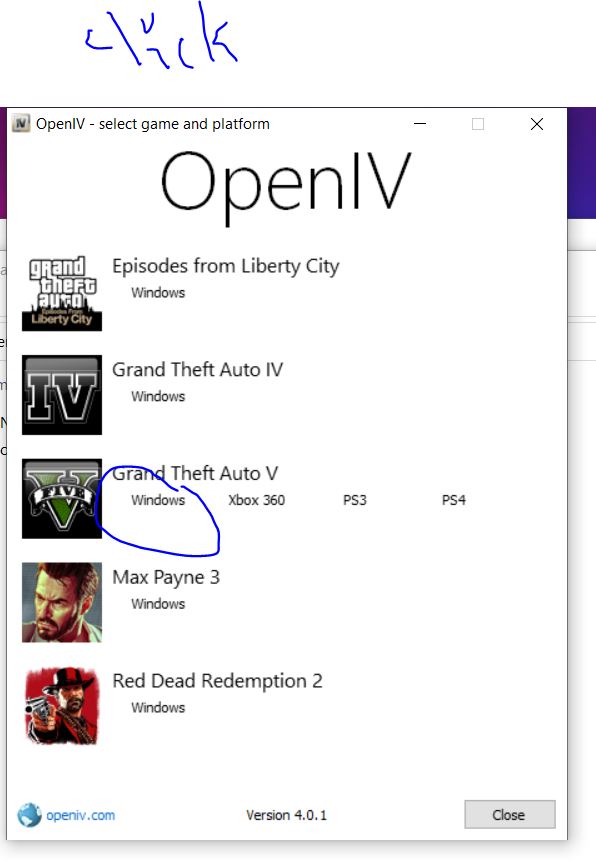 click
OpenIV - select game and platform
OpenIV
grand theft auto Episodes From Liberty City
Episodes from Liberty City
Windows
IV
Grand Theft Auto IV
Windows
V FIVE
Grand Theft Auto V
Windows Xbox 360 PS3 PS4
Max Payne 3
Windows
Red Dead Redemption 2
Windows
openiv.com Version 4.0.1 Close